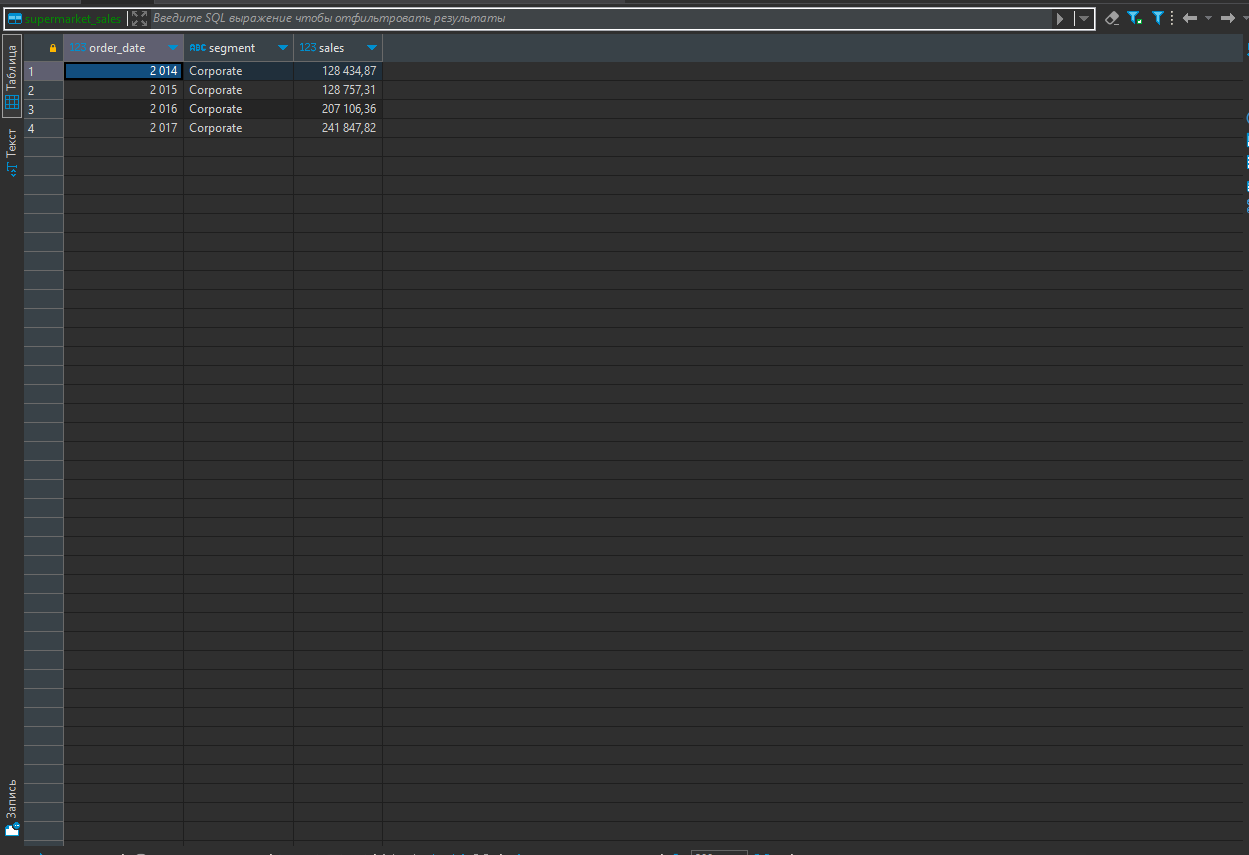 supermarket_sales Введите SQL выражение чтобы отфильтровать результаты
123 order_date ABC segment 123 sales
1 2 014 Corporate 128 434,87
2 2 015 Corporate 128 757,31
3 2 016 Corporate 207 106,36
4 2 017 Corporate 241 847,82
Таблица
Текст
Запись